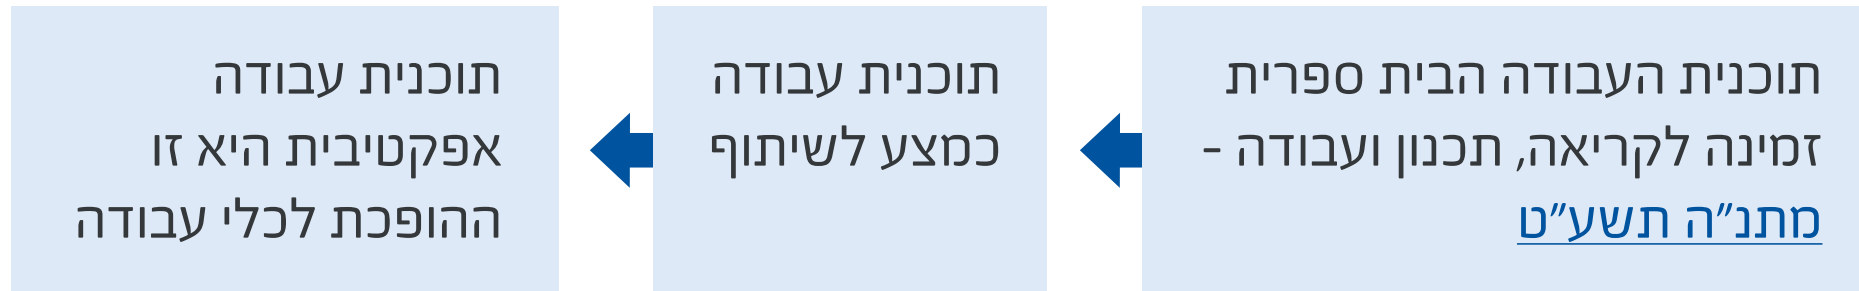 תוכנית העבודה הבית ספרית
זמינה לקריאה, תכנון ועבודה -
מתנ״ה תשע״ט
תוכנית עבודה
כמצע לשיתוף
תוכנית עבודה
אפקטיבית היא זו
ההופכת לכלי עבודה